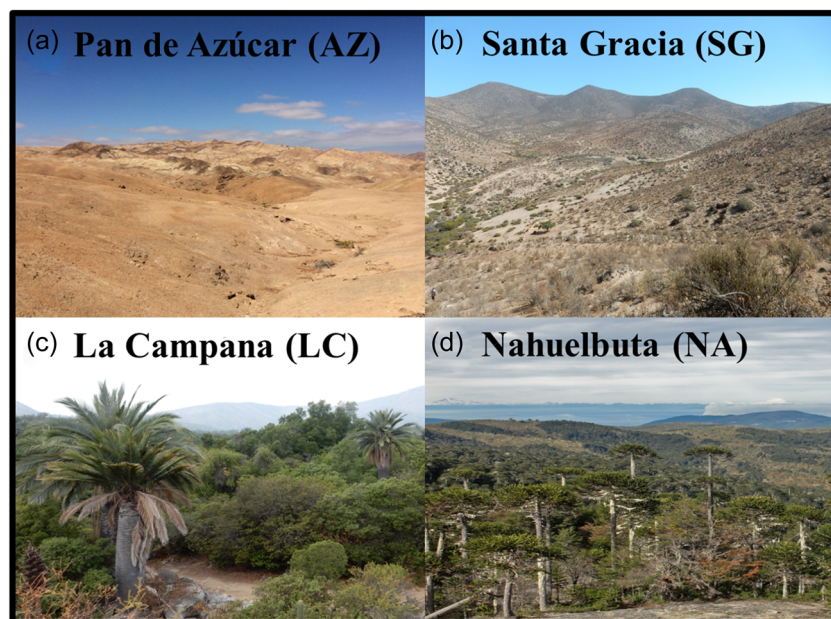 (a) Pan de Azúcar (AZ)
(b) Santa Gracia (SG)
(c) La Campana (LC)
(d) Nahuelbuta (NA)